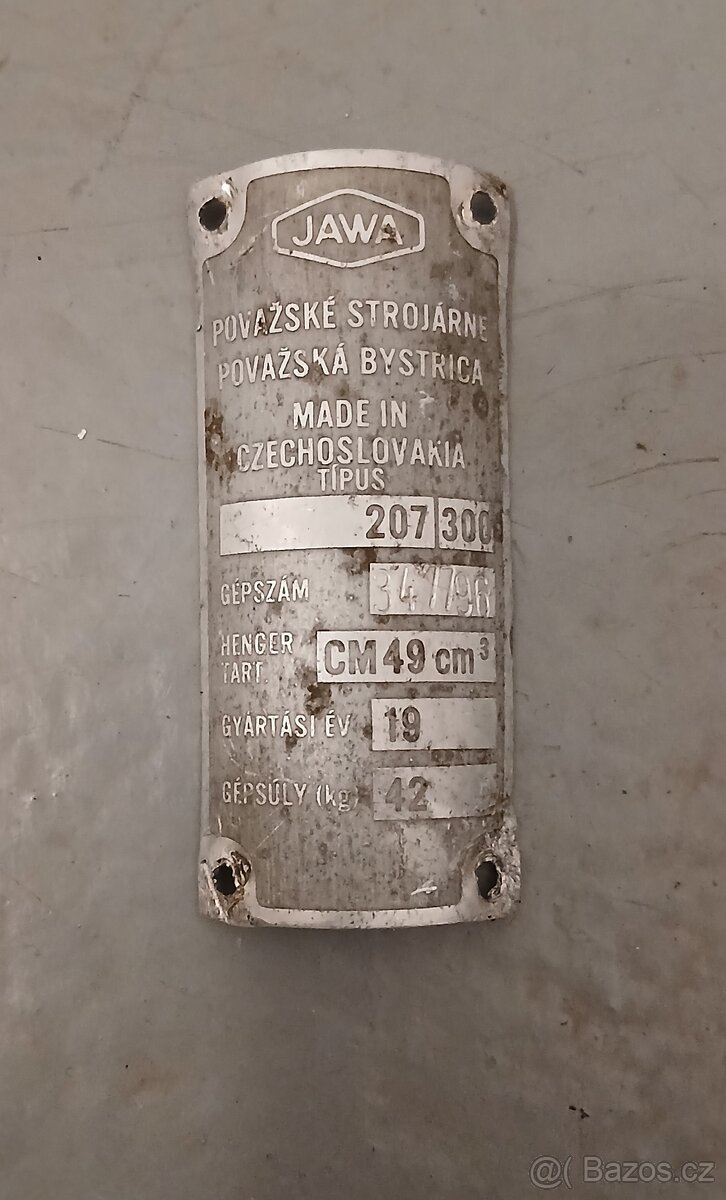 JAWA
POVAŽSKÉ STROJÁRNE
POVAŽSKÁ BYSTRICA
MADE IN
CZECHOSLOVAKIA
TÍPUS
207 300
GÉPSZÁM
HENGER TART. CM 49 cm³
GYÁRTÁSI ÉV 19
GÉPSÚLY (kg) 42
@( Bazos.cz